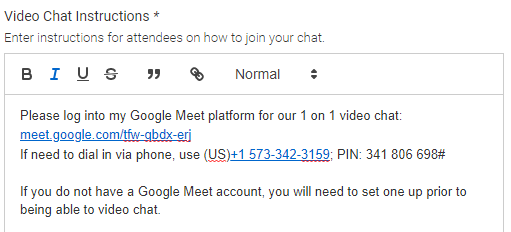 Video Chat Instructions *
Enter instructions for attendees on how to join your chat.
B I U S ” Normal
Please log into my Google Meet platform for our 1 on 1 video chat:
meet.google.com/tfw-qbdx-erj
If need to dial in via phone, use (US)+1 573-342-3159; PIN: 341 806 698#
If you do not have a Google Meet account, you will need to set one up prior to
being able to video chat.